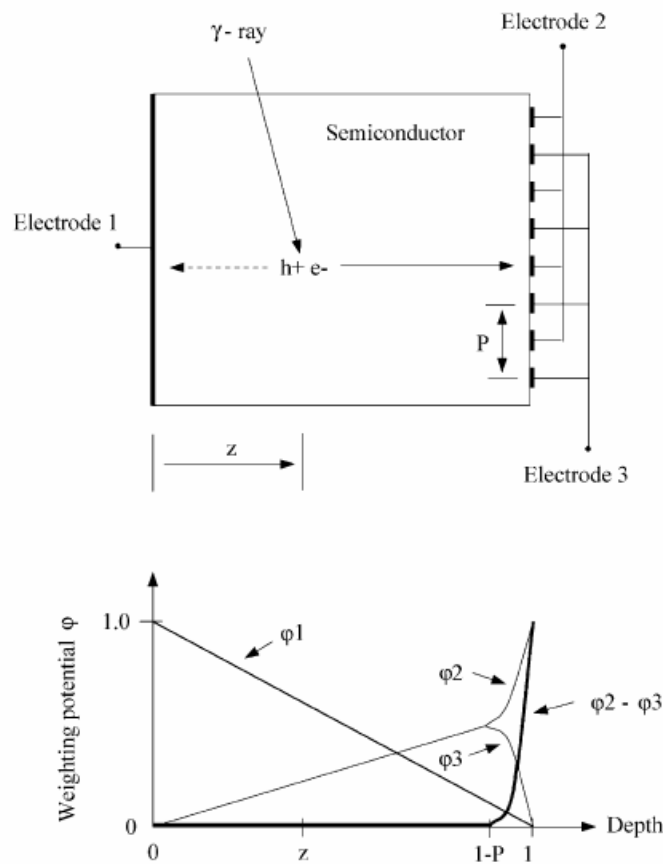 γ- ray
Electrode 2
Semiconductor
Electrode 1
h+ e-
P
z
Electrode 3
Weighting potential φ
1.0
φ1
φ2
φ2 - φ3
φ3
0
Depth
0
z
1-P
1